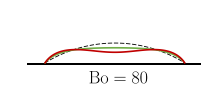 Bo = 80